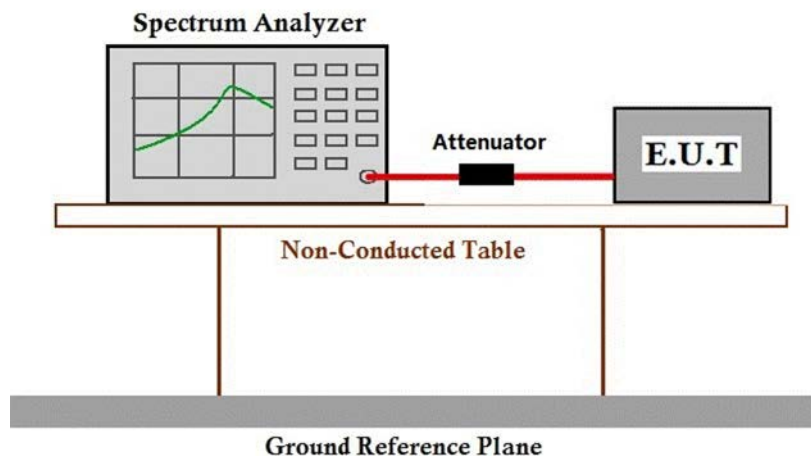 Spectrum Analyzer
Attenuator
E.U.T
Non-Conducted Table
Ground Reference Plane